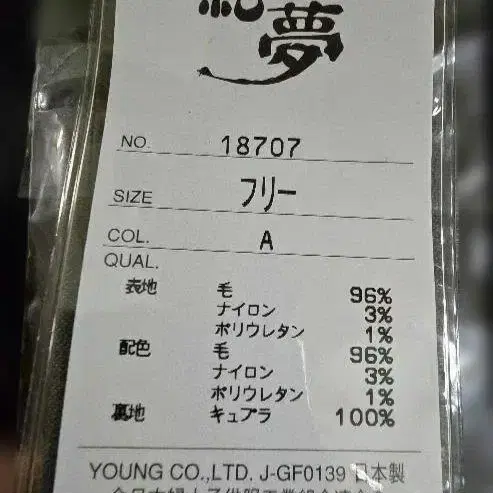 夢
NO. 18707
SIZE フリー
COL. A
QUAL.
表地 毛 96%
ナイロン 3%
ポリウレタン 1%
配色 毛 96%
ナイロン 3%
ポリウレタン 1%
裏地 キュプラ 100%
YOUNG CO.,LTD. J-GF0139 日本製